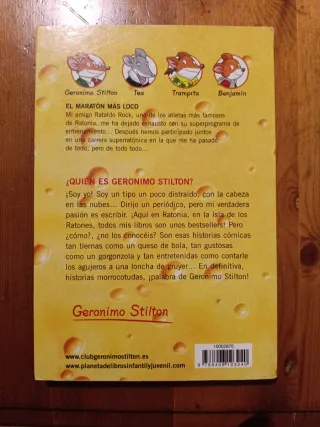 Geronimo Stilton Tea Trampita Benjamín
EL MARATÓN MÁS LOCO
Mi amigo Rataldo Rock, uno de los atletas más famosos
de Ratonia, me ha dejado exhausto con su superprograma de
entrenamiento... Después hemos participado juntos
en una carrera superratónica en la que me ha pasado
de todo, pero de todo todo...
¿QUIÉN ES GERONIMO STILTON?
¡Soy yo! Soy un tipo un poco distraído, con la cabeza
en las nubes... Dirijo un periódico, pero mi verdadera
pasión es escribir. ¡Aquí en Ratonia, en la Isla de los
Ratones, todos mis libros son unos bestsellers! Pero
¿cómo?, ¿no los conocéis? Son esas historias cómicas
tan tiernas como un queso de bola, tan gustosas
como un gorgonzola y tan entretenidas como contarle
los agujeros a una loncha de gruyer... En definitiva,
historias morrocotudas, ¡palabra de Geronimo Stilton!
Geronimo Stilton
www.clubgeronimostilton.es
www.planetadelibrosinfantilyjuvenil.com